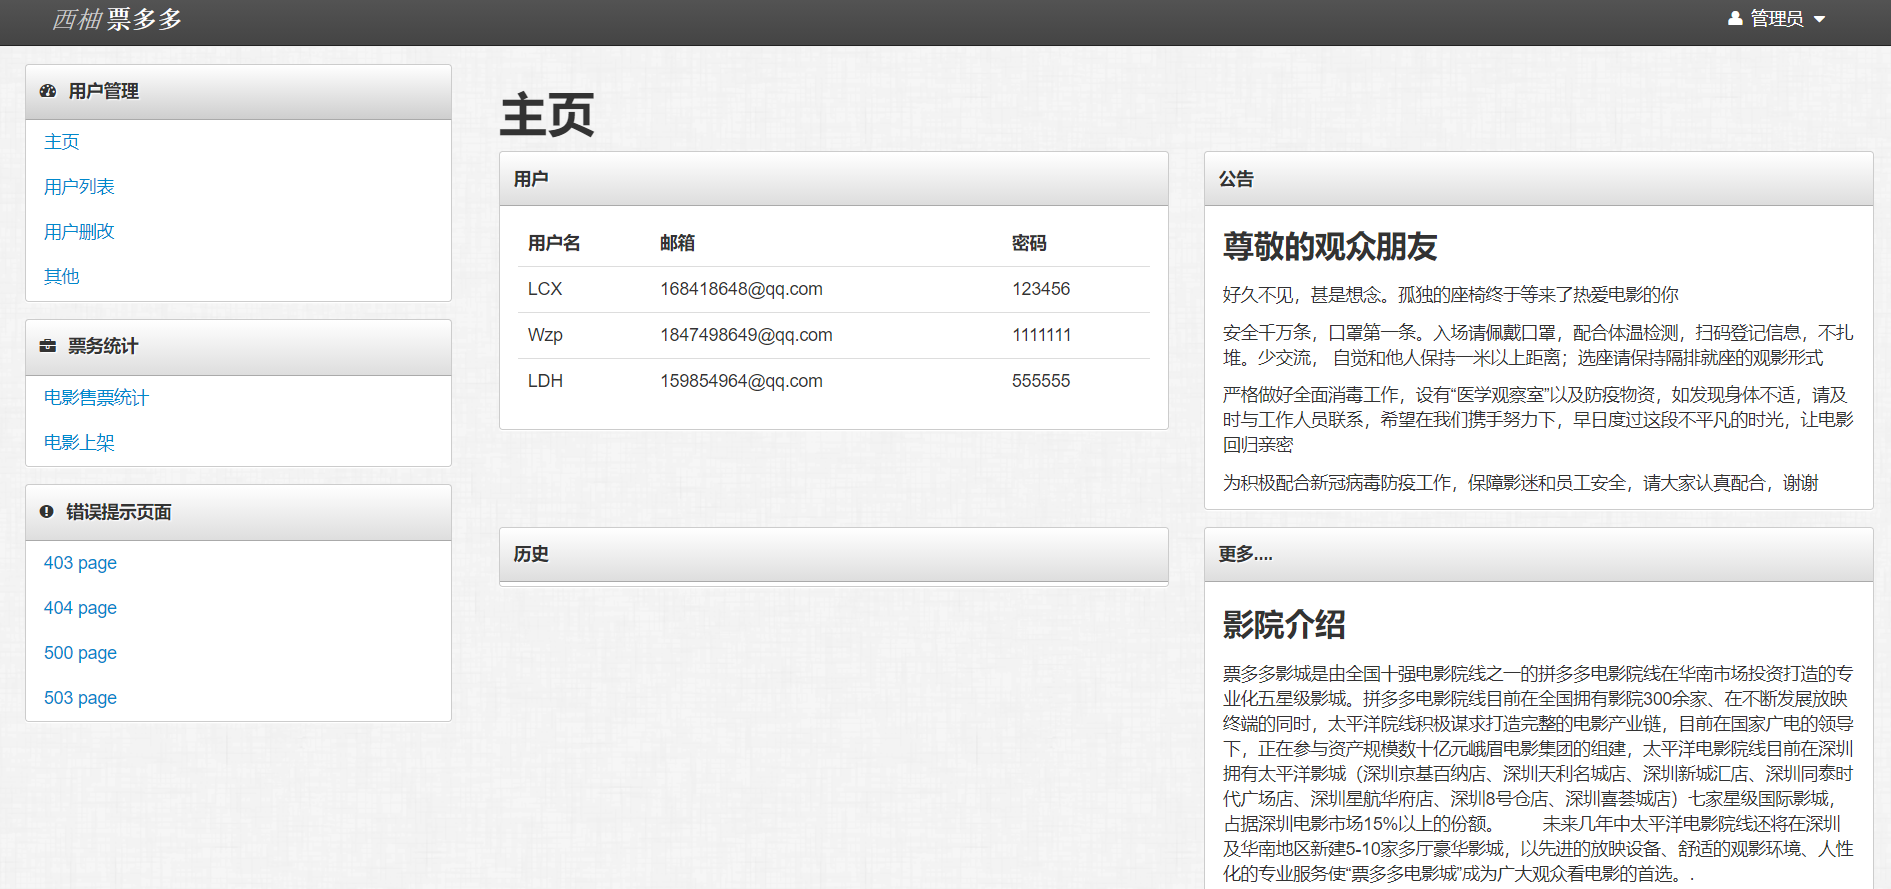 西柚 票多多
管理员
用户管理
主页
用户列表
用户删改
其他
票务统计
电影售票统计
电影上架
错误提示页面
403 page
404 page
500 page
503 page
主页
用户
用户名 邮箱 密码
LCX 168418648@qq.com 123456
Wzp 1847498649@qq.com 1111111
LDH 159854964@qq.com 555555
公告
尊敬的观众朋友
好久不见，甚是想念。孤独的座椅终于等来了热爱电影的你
安全千万条，口罩第一条。入场请佩戴口罩，配合体温检测，扫码登记信息，不扎
堆。少交流， 自觉和他人保持一米以上距离；选座请保持隔排就座的观影形式
严格做好全面消毒工作，设有“医学观察室”以及防疫物资，如发现身体不适，请及
时与工作人员联系，希望在我们携手努力下，早日度过这段不平凡的时光，让电影
回归亲密
为积极配合新冠病毒防疫工作，保障影迷和员工安全，请大家认真配合，谢谢
历史
更多....
影院介绍
票多多影城是由全国十强电影院线之一的拼多多电影院线在华南市场投资打造的专
业化五星级影城。拼多多电影院线目前在全国拥有影院300余家、在不断发展放映
终端的同时，太平洋院线积极谋求打造完整的电影产业链，目前在国家广电的领导
下，正在参与资产规模数十亿元峨眉电影集团的组建，太平洋电影院线目前在深圳
拥有太平洋影城（深圳京基百纳店、深圳天利名城店、深圳新城汇店、深圳同泰时
代广场店、深圳星航华府店、深圳8号仓店、深圳喜荟城店）七家星级国际影城，
占据深圳电影市场15%以上的份额。 未来几年中太平洋电影院线还将在深圳
及华南地区新建5-10家多厅豪华影城，以先进的放映设备、舒适的观影环境、人性
化的专业服务使“票多多电影城”成为广大观众看电影的首选。.